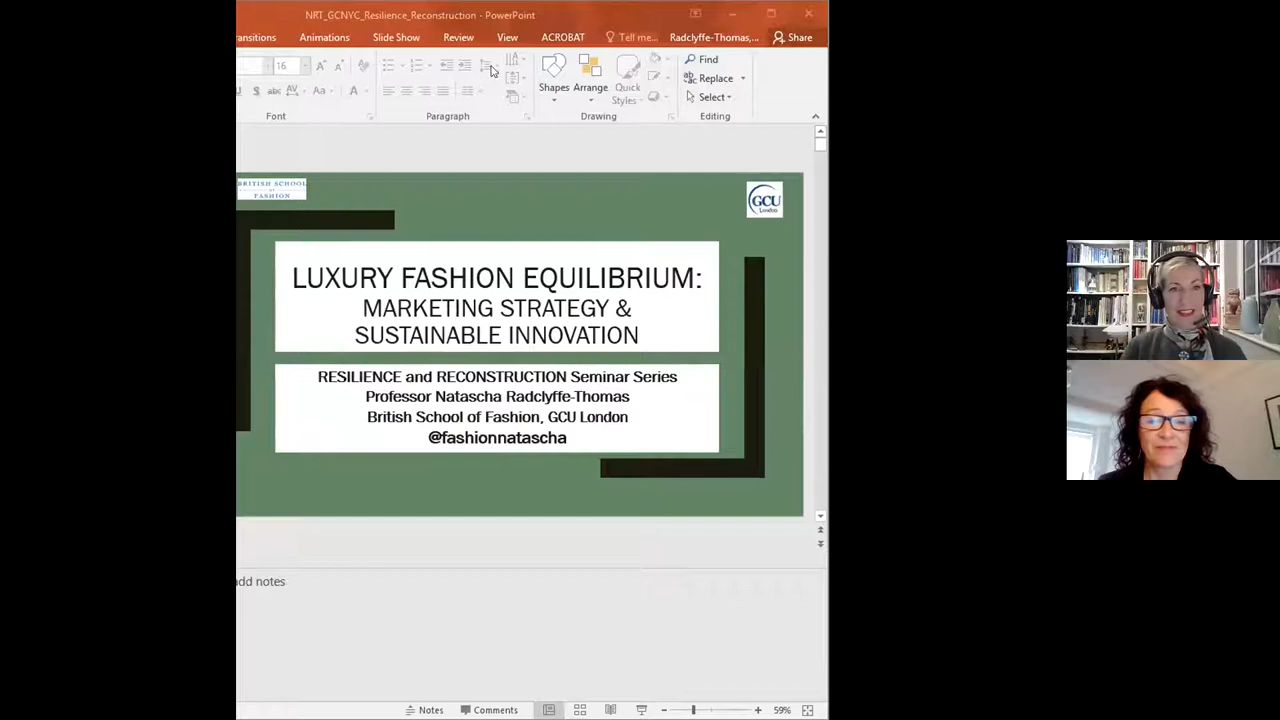 NRT_GCNYC_Resilience_Reconstruction - PowerPoint
ansitions Animations Slide Show Review View ACROBAT Tell me... Radclyffe-Thomas,... Share
16
Find
Replace
Select
Shapes Arrange Quick Styles
Font Paragraph Drawing Editing
BRITISH SCHOOL
OF
FASHION
GCU
London
LUXURY FASHION EQUILIBRIUM:
MARKETING STRATEGY &
SUSTAINABLE INNOVATION
RESILIENCE and RECONSTRUCTION Seminar Series
Professor Natascha Radclyffe-Thomas
British School of Fashion, GCU London
@fashionnatascha
add notes
Notes Comments 59%